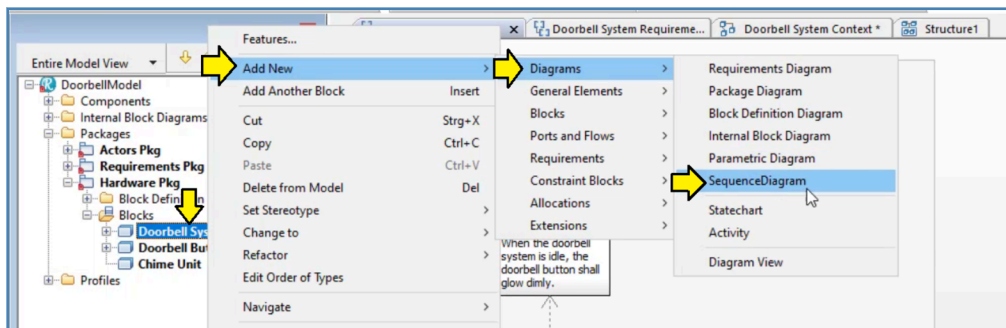 Doorbell System Requireme...
Doorbell System Context *
Structure1
Entire Model View
DoorbellModel
Components
Internal Block Diagrams
Packages
Actors Pkg
Requirements Pkg
Hardware Pkg
Block Defin
Blocks
Doorbell Sys
Doorbell But
Chime Unit
Profiles
Features...
Add New
Add Another Block Insert
Cut Strg+X
Copy Ctrl+C
Paste Ctrl+V
Delete from Model Del
Set Stereotype
Change to
Refactor
Edit Order of Types
Navigate
Diagrams
General Elements
Blocks
Ports and Flows
Requirements
Constraint Blocks
Allocations
Extensions
Requirements Diagram
Package Diagram
Block Definition Diagram
Internal Block Diagram
Parametric Diagram
SequenceDiagram
Statechart
Activity
Diagram View
When the doorbell
system is idle, the
doorbell button shall
glow dimly.